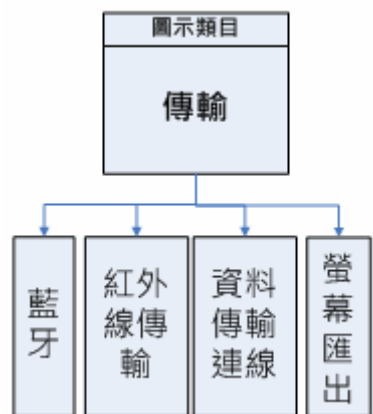 圖示類目
傳輸
藍
牙
紅外
線傳
輸
資料
傳輸
連線
螢
幕
匯
出